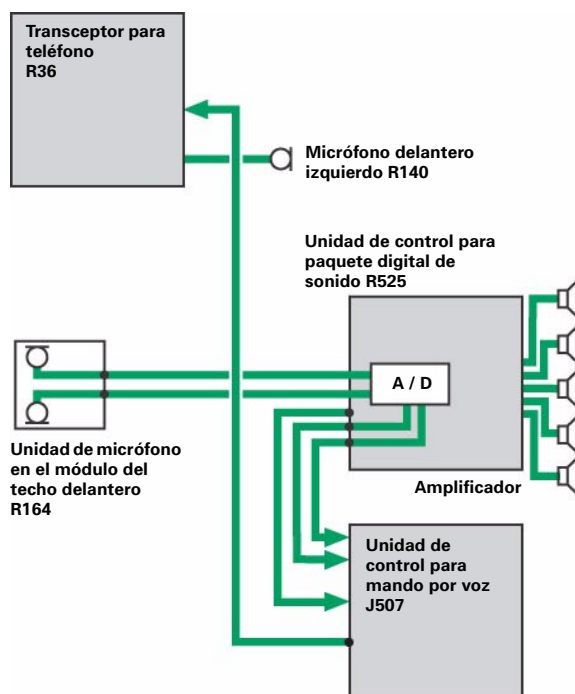 Transceptor para
teléfono
R36
Micrófono delantero
izquierdo R140
Unidad de control para
paquete digital de
sonido R525
A / D
Unidad de micrófono
en el módulo del
techo delantero
R164
Amplificador
Unidad de
control para
mando por voz
J507